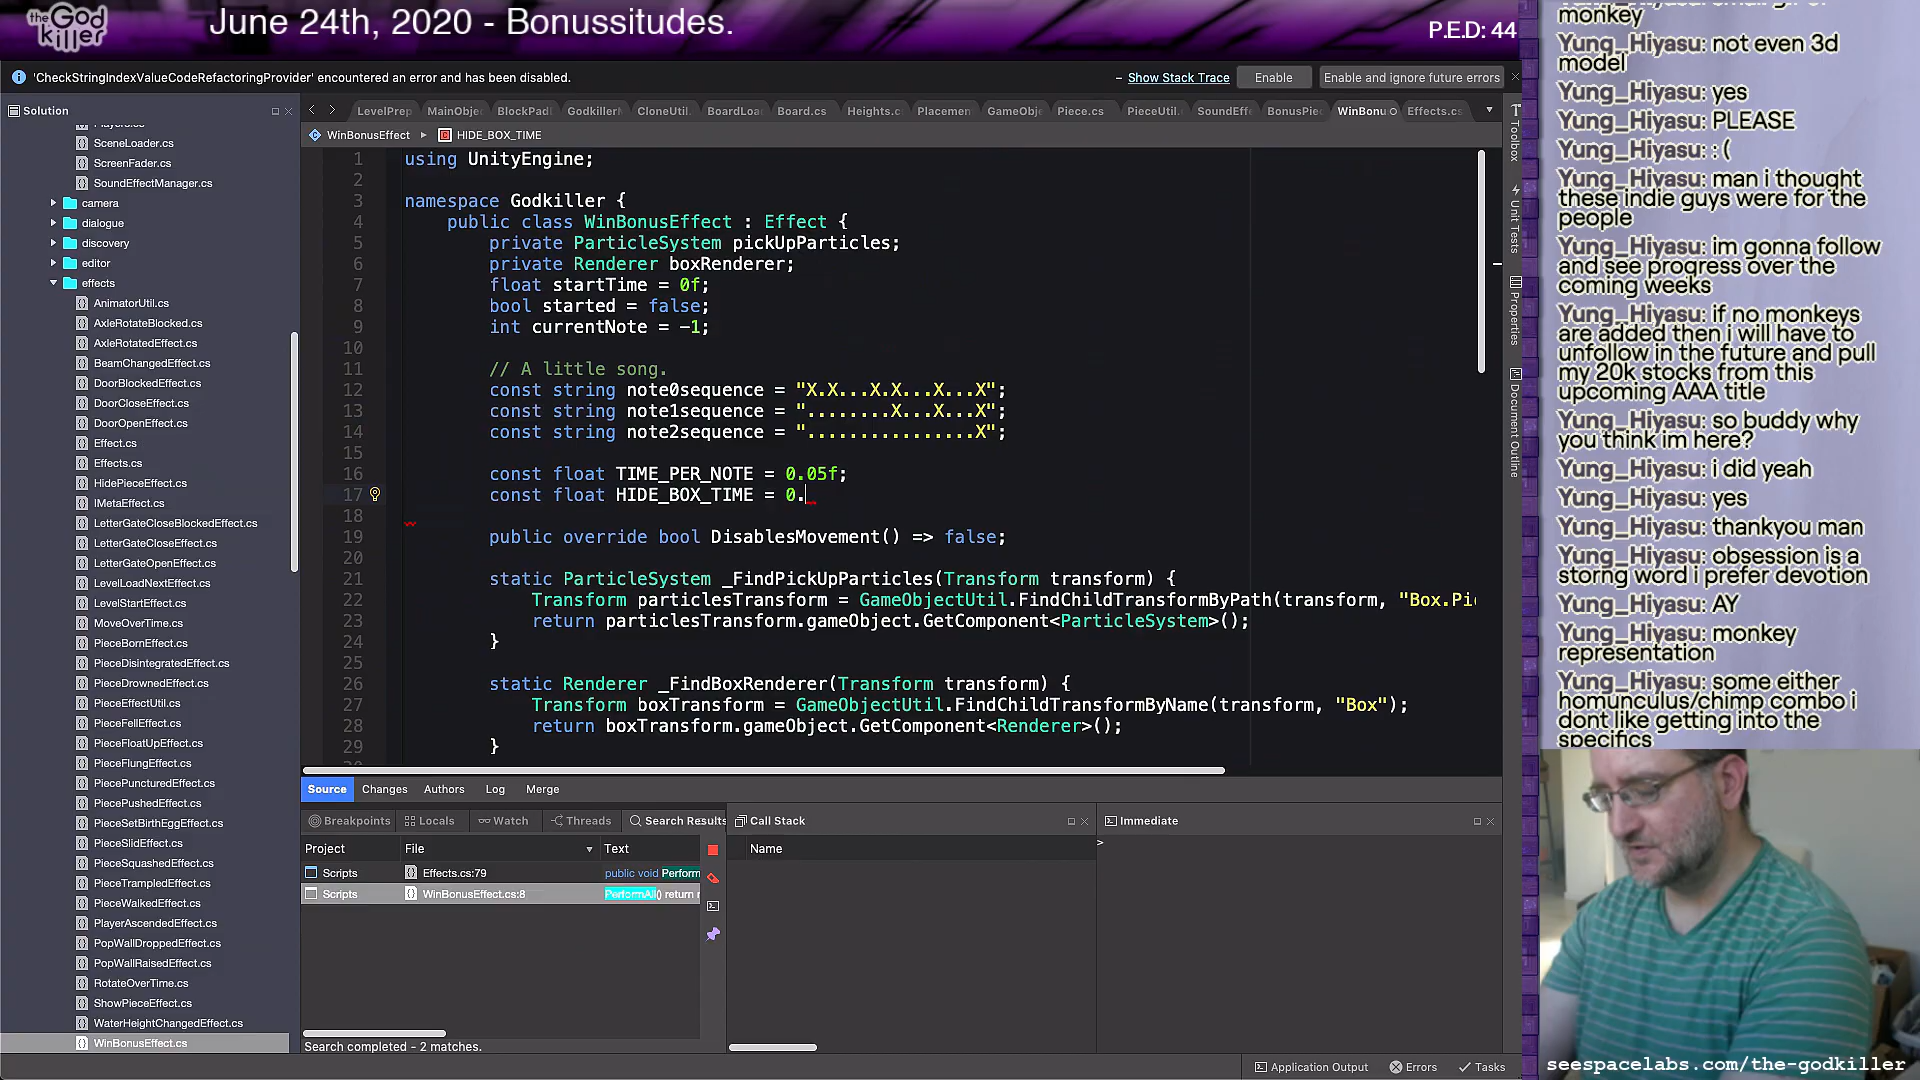 the God killer
June 24th, 2020 - Bonussitudes.
P.E.D: 44
'CheckStringIndexValueCodeRefactoringProvider' encountered an error and has been disabled.
Show Stack Trace
Enable
Enable and ignore future errors
Solution
LevelPrep
MainObje
BlockPad
Godkiller
CloneUtil.
BoardLoa
Board.cs
Heights.c
Placemen
GameObj
Piece.cs
PieceUtil.
SoundEff
BonusPie
WinBonu
Effects.cs
WinBonusEffect
HIDE_BOX_TIME
SceneLoader.cs
ScreenFader.cs
SoundEffectManager.cs
camera
dialogue
discovery
editor
effects
AnimatorUtil.cs
AxleRotateBlocked.cs
AxleRotatedEffect.cs
BeamChangedEffect.cs
DoorBlockedEffect.cs
DoorCloseEffect.cs
DoorOpenEffect.cs
Effect.cs
Effects.cs
HidePieceEffect.cs
IMetaEffect.cs
LetterGateCloseBlockedEffect.cs
LetterGateCloseEffect.cs
LetterGateOpenEffect.cs
LevelLoadNextEffect.cs
LevelStartEffect.cs
MoveOverTime.cs
PieceBornEffect.cs
PieceDisintegratedEffect.cs
PieceDrownedEffect.cs
PieceEffectUtil.cs
PieceFellEffect.cs
PieceFloatUpEffect.cs
PieceFlungEffect.cs
PiecePuncturedEffect.cs
PiecePushedEffect.cs
PieceSetBirthEggEffect.cs
PieceSlidEffect.cs
PieceSquashedEffect.cs
PieceTrampledEffect.cs
PieceWalkedEffect.cs
PlayerAscendedEffect.cs
PopWallDroppedEffect.cs
PopWallRaisedEffect.cs
RotateOverTime.cs
ShowPieceEffect.cs
WaterHeightChangedEffect.cs
WinBonusEffect.cs
1 using UnityEngine;
2
3 namespace Godkiller {
4 public class WinBonusEffect : Effect {
5 private ParticleSystem pickUpParticles;
6 private Renderer boxRenderer;
7 float startTime = 0f;
8 bool started = false;
9 int currentNote = -1;
10
11 // A little song.
12 const string note0sequence = "X.X...X.X...X...X";
13 const string note1sequence = "........X...X...X";
14 const string note2sequence = "................X";
15
16 const float TIME_PER_NOTE = 0.05f;
17 const float HIDE_BOX_TIME = 0.
18
19 public override bool DisablesMovement() => false;
20
21 static ParticleSystem _FindPickUpParticles(Transform transform) {
22 Transform particlesTransform = GameObjectUtil.FindChildTransformByPath(transform, "Box.Pi
23 return particlesTransform.gameObject.GetComponent<ParticleSystem>();
24 }
25
26 static Renderer _FindBoxRenderer(Transform transform) {
27 Transform boxTransform = GameObjectUtil.FindChildTransformByName(transform, "Box");
28 return boxTransform.gameObject.GetComponent<Renderer>();
29 }
Toolbox
Unit Tests
Properties
Document Outline
Source
Changes
Authors
Log
Merge
Breakpoints
Locals
Watch
Threads
Search Results
Call Stack
Immediate
Project
File
Text
Name
>
Scripts
Effects.cs:79
public void Perform
Scripts
WinBonusEffect.cs:8
PerformAll() return r
Search completed - 2 matches.
Application Output
Errors
Tasks
monkey
Yung_Hiyasu: not even 3d
model
Yung_Hiyasu: yes
Yung_Hiyasu: PLEASE
Yung_Hiyasu: :(
Yung_Hiyasu: man i thought
these indie guys were for the
people
Yung_Hiyasu: im gonna follow
and see progress over the
coming weeks
Yung_Hiyasu: if no monkeys
are added then i will have to
unfollow in the future and pull
my 20k stocks from this
upcoming AAA title
Yung_Hiyasu: so buddy why
you think im here?
Yung_Hiyasu: i did yeah
Yung_Hiyasu: yes
Yung_Hiyasu: thankyou man
Yung_Hiyasu: obsession is a
storng word i prefer devotion
Yung_Hiyasu: AY
Yung_Hiyasu: monkey
representation
Yung_Hiyasu: some either
homunculus/chimp combo i
dont like getting into the
specifics
seespacelabs.com/the-godkiller